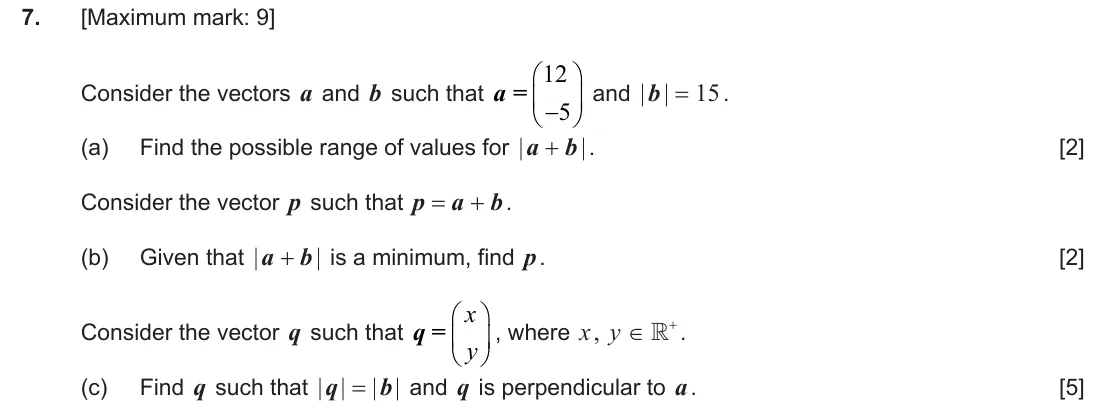 7. [Maximum mark: 9]
Consider the vectors a and b such that a = (12 −5) and |b| = 15.
(a) Find the possible range of values for |a + b|. [2]
Consider the vector p such that p = a + b.
(b) Given that |a + b| is a minimum, find p. [2]
Consider the vector q such that q = (x y), where x, y ∈ ℝ⁺.
(c) Find q such that |q| = |b| and q is perpendicular to a. [5]